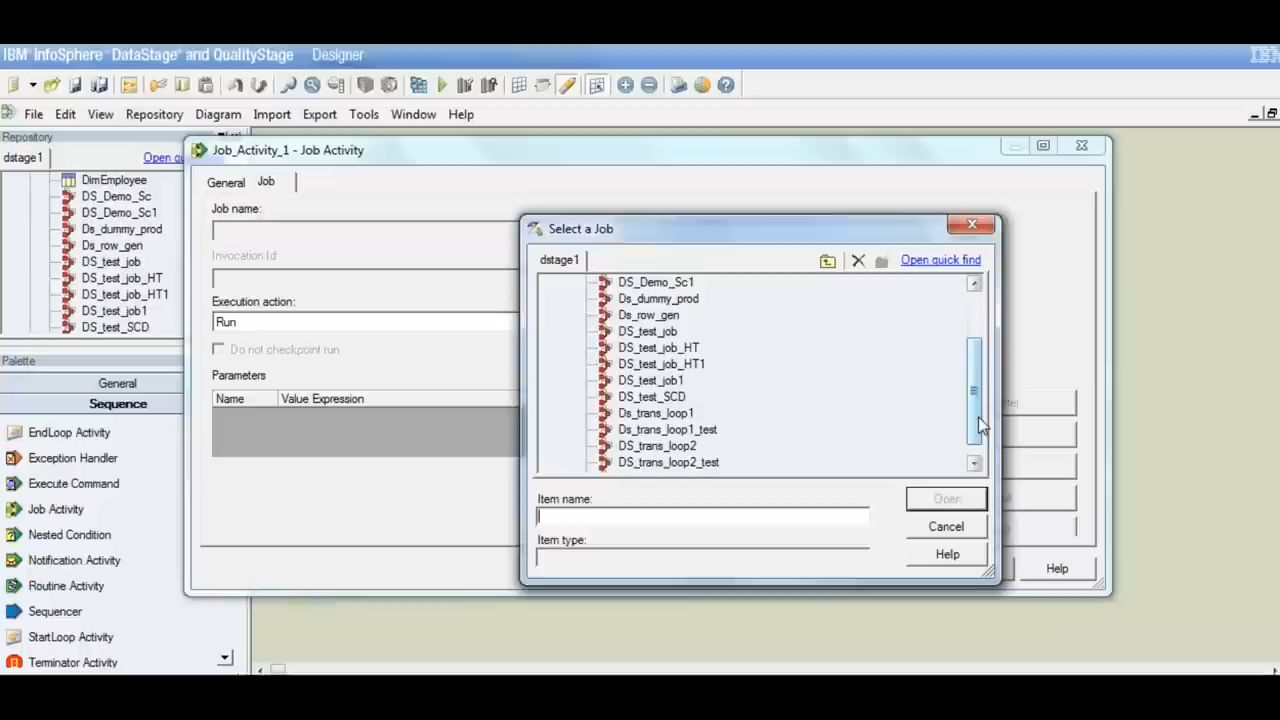 IBM InfoSphere DataStage and QualityStage Designer
IBM
File Edit View Repository Diagram Import Export Tools Window Help
Repository
dstage1
Open
DimEmployee
DS_Demo_Sc
DS_Demo_Sc1
Ds_dummy_prod
Ds_row_gen
DS_test_job
DS_test_job_HT
DS_test_job_HT1
DS_test_job1
DS_test_SCD
Palette
General
Sequence
EndLoop Activity
Exception Handler
Execute Command
Job Activity
Nested Condition
Notification Activity
Routine Activity
Sequencer
StartLoop Activity
Terminator Activity
Job_Activity_1 - Job Activity
General Job
Job name:
Invocation Id:
Execution action:
Run
Do not checkpoint run
Parameters
Name Value Expression
Help
Select a Job
dstage1
Open quick find
DS_Demo_Sc1
Ds_dummy_prod
Ds_row_gen
DS_test_job
DS_test_job_HT
DS_test_job_HT1
DS_test_job1
DS_test_SCD
Ds_trans_loop1
Ds_trans_loop1_test
DS_trans_loop2
DS_trans_loop2_test
Item name:
Open
Cancel
Item type:
Help